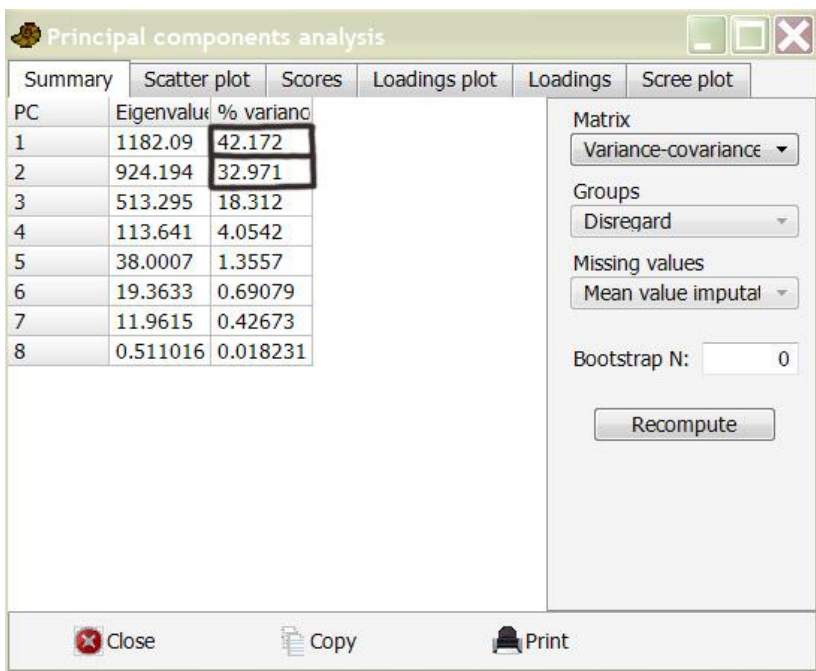 Principal components analysis
Summary Scatter plot Scores Loadings plot Loadings Scree plot
PC Eigenvalue % varianc
1 1182.09 42.172
2 924.194 32.971
3 513.295 18.312
4 113.641 4.0542
5 38.0007 1.3557
6 19.3633 0.69079
7 11.9615 0.42673
8 0.511016 0.018231
Matrix
Variance-covariance
Groups
Disregard
Missing values
Mean value imputat
Bootstrap N: 0
Recompute
Close Copy Print